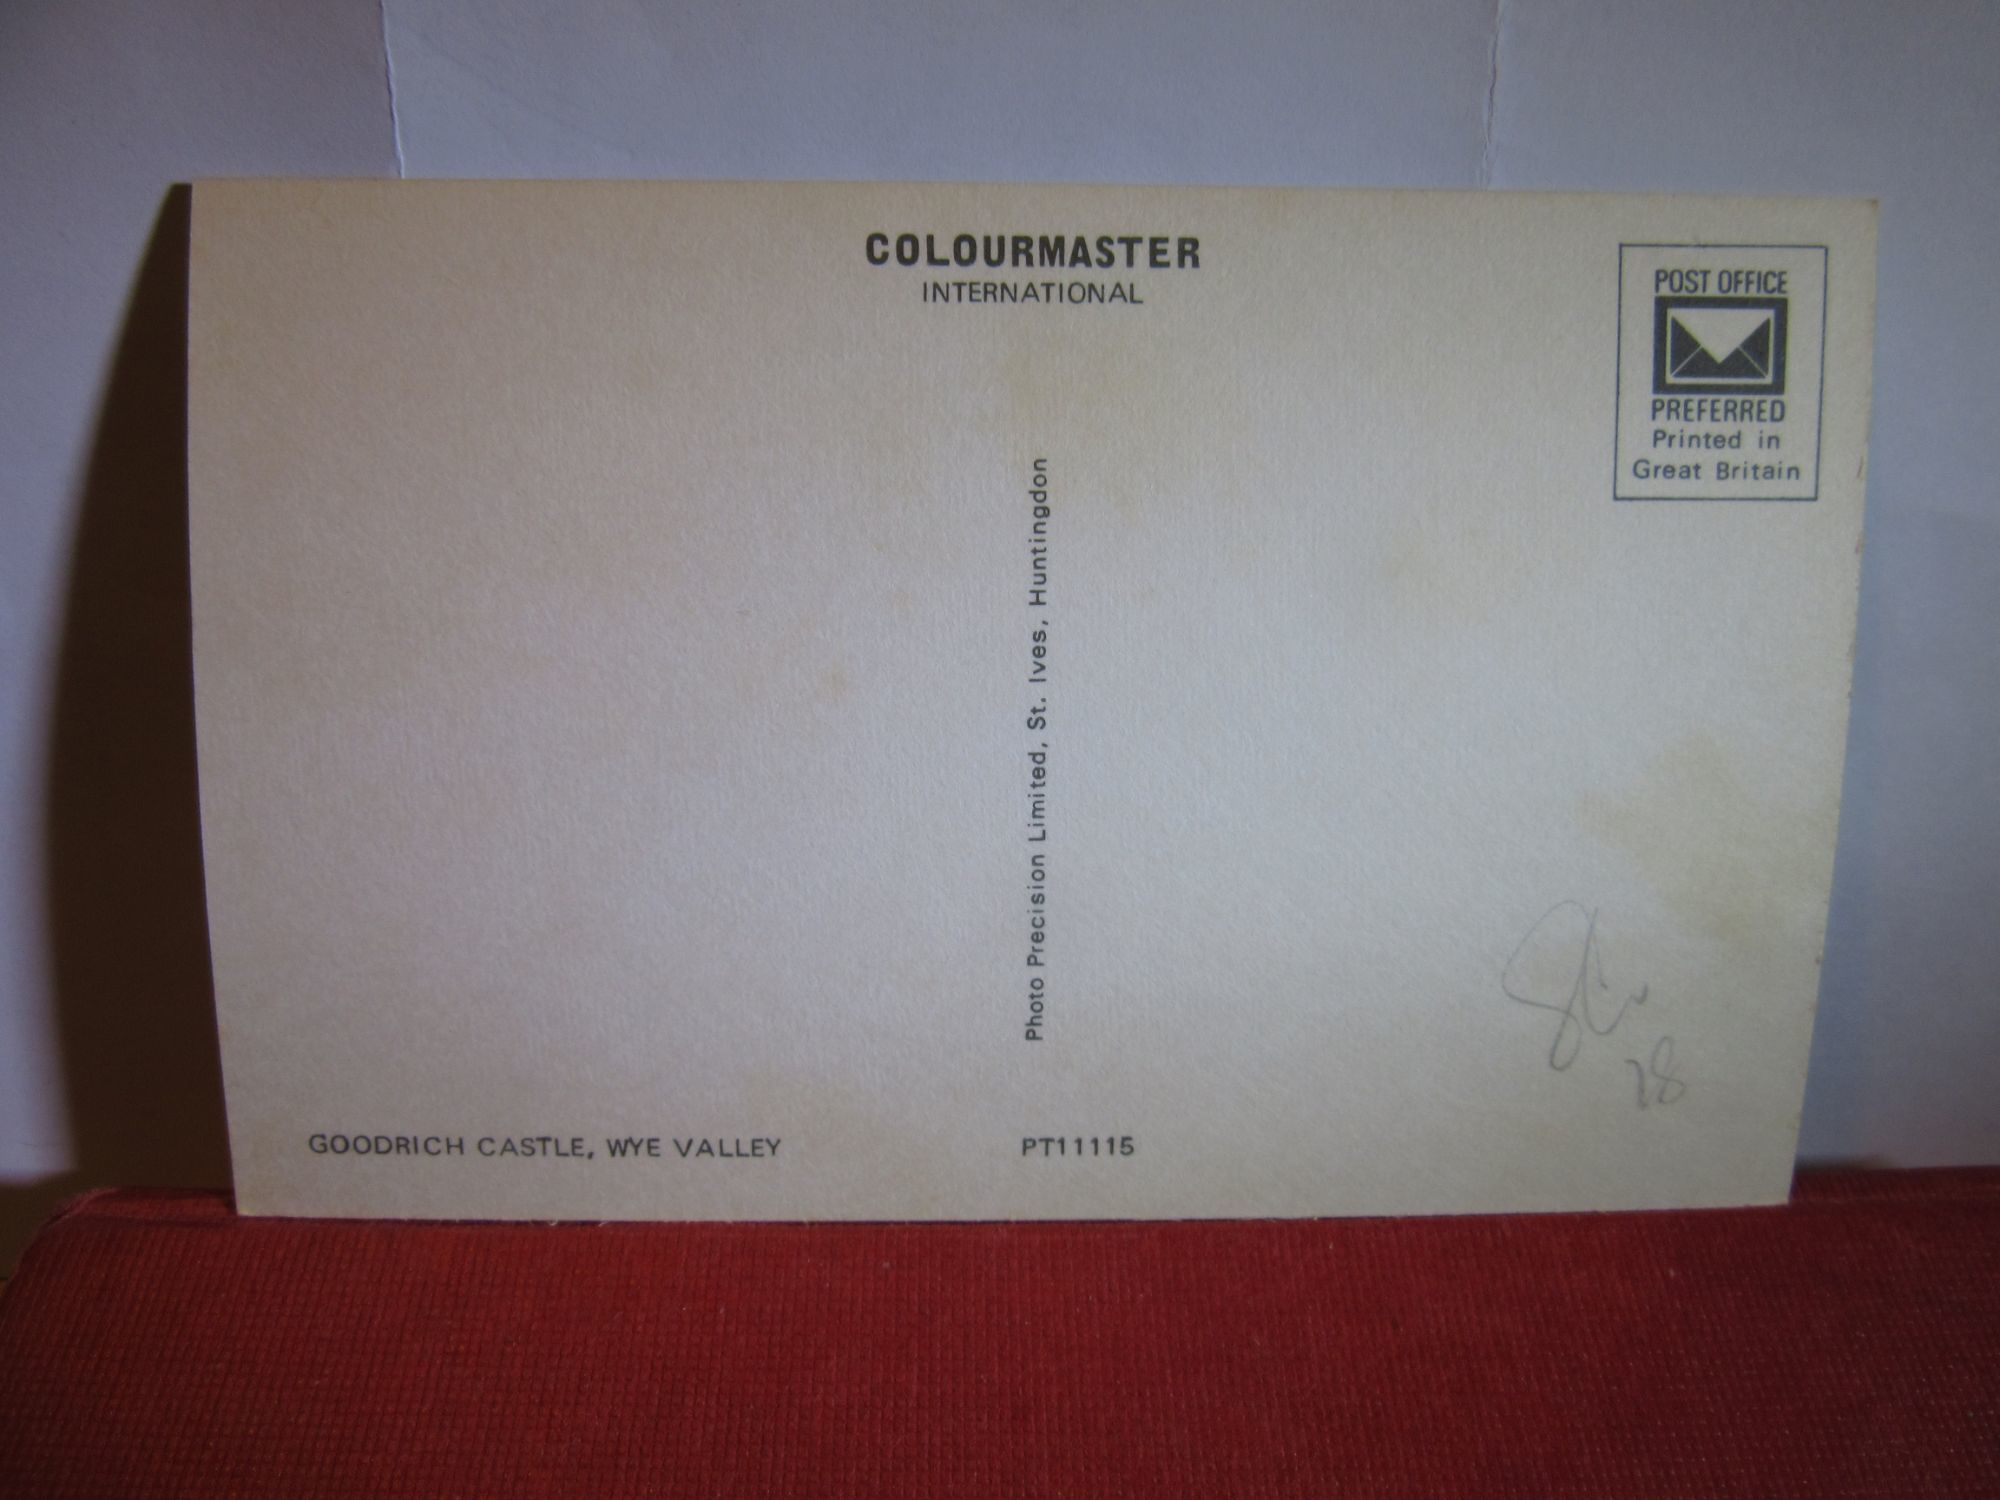 COLOURMASTER
INTERNATIONAL
POST OFFICE
PREFERRED
Printed in
Great Britain
Photo Precision Limited, St. Ives, Huntingdon
GOODRICH CASTLE, WYE VALLEY
PT11115